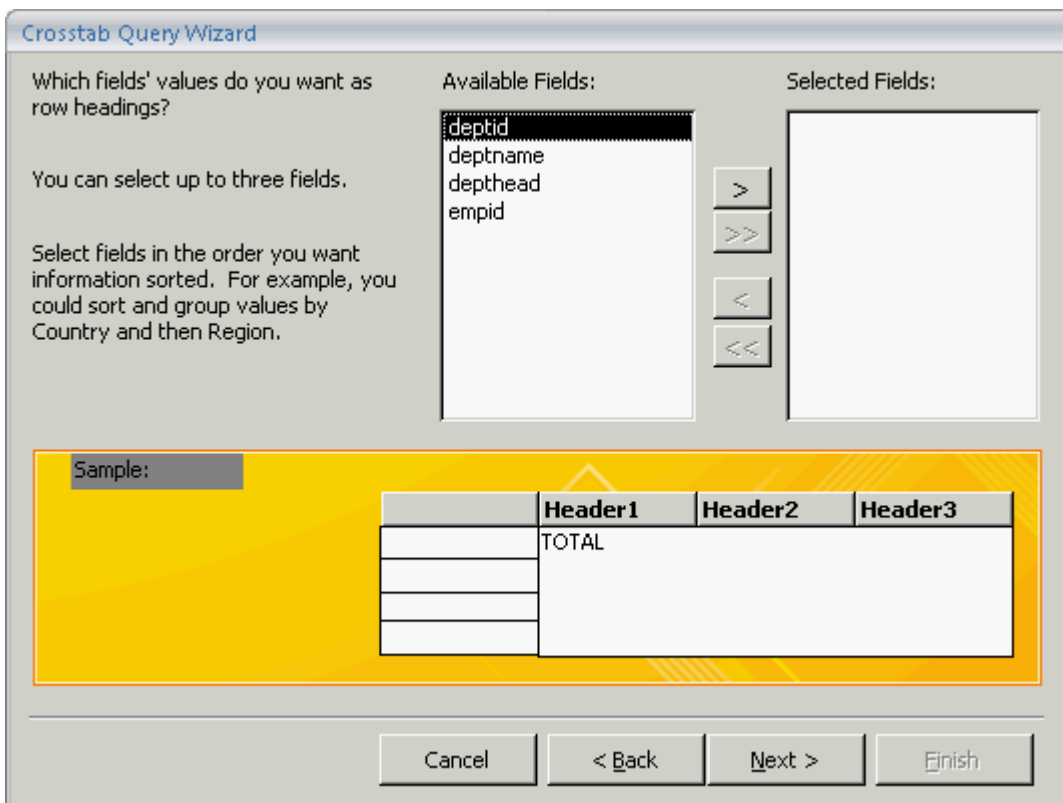 Crosstab Query Wizard
Which fields' values do you want as
row headings?
You can select up to three fields.
Select fields in the order you want
information sorted.  For example, you
could sort and group values by
Country and then Region.
Available Fields:
deptid
deptname
depthead
empid
>
>>
<
<<
Selected Fields:
Sample:
Header1 Header2 Header3
TOTAL
Cancel < Back Next > Finish